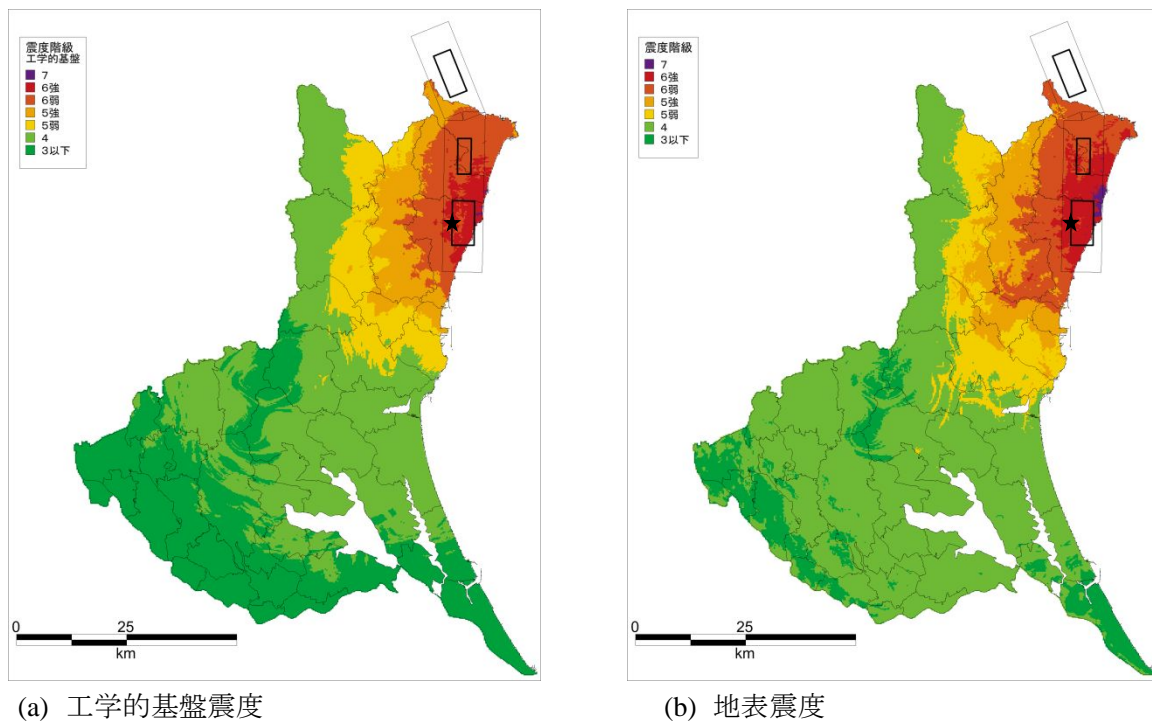 震度階級
工学的基盤
7
6強
6弱
5強
5弱
4
3以下
0 25
km
(a) 工学的基盤震度
震度階級
7
6強
6弱
5強
5弱
4
3以下
0 25
km
(b) 地表震度